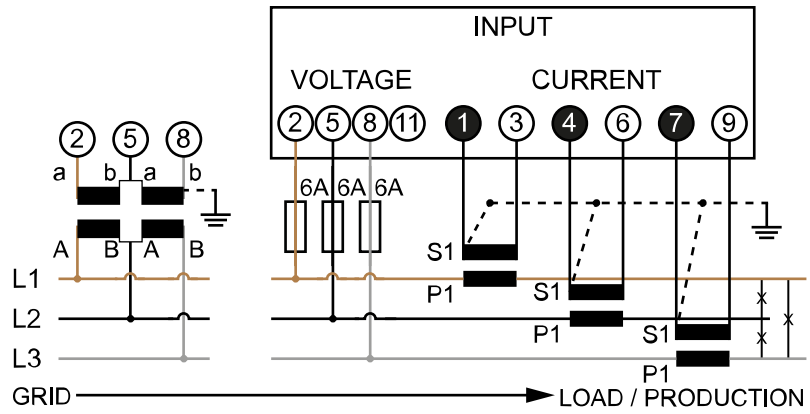 INPUT
VOLTAGE CURRENT
2 5 8 2 5 8 11 1 3 4 6 7 9
a b a b
6A 6A 6A
A B A B
S1
L1
P1 S1
L2
P1 S1
L3
P1
GRID LOAD / PRODUCTION